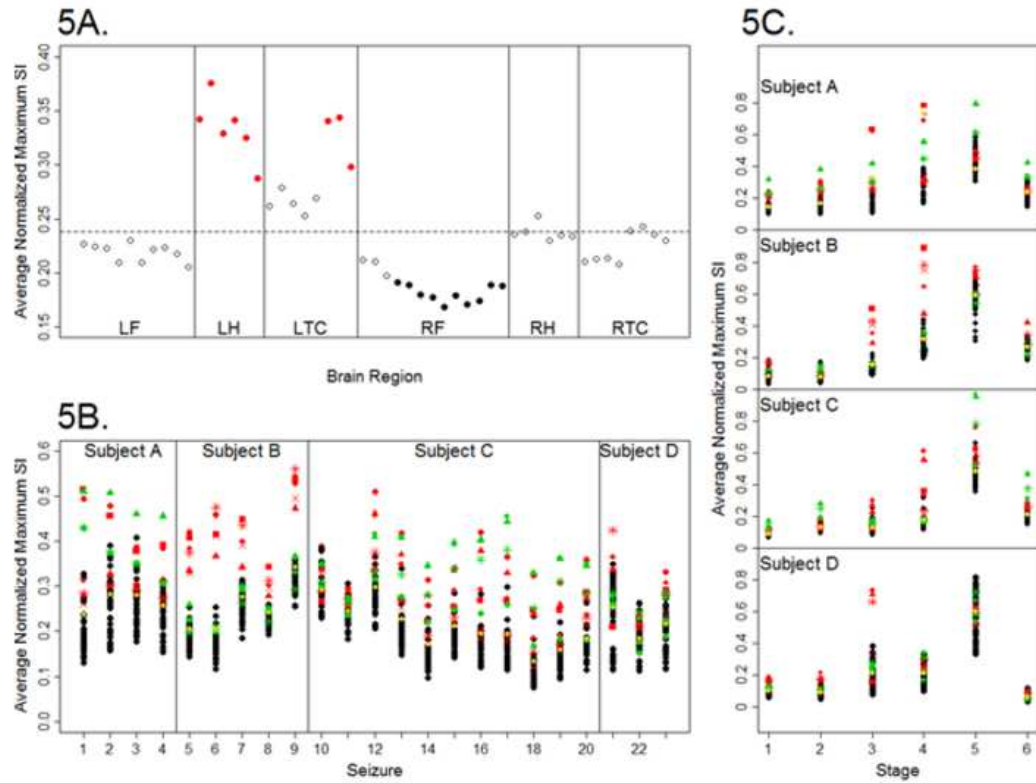 5A.
Average Normalized Maximum SI
0.40
0.35
0.30
0.25
0.20
0.15
LF LH LTC RF RH RTC
Brain Region
5B.
Average Normalized Maximum SI
Subject A Subject B Subject C Subject D
0.6
0.5
0.4
0.3
0.2
0.1
0.0
1 2 3 4 5 6 7 8 9 10 12 14 16 18 20 22
Seizure
5C.
Average Normalized Maximum SI
Subject A
0.8
0.6
0.4
0.2
0
Subject B
0.8
0.6
0.4
0.2
0
Subject C
0.8
0.6
0.4
0.2
0
Subject D
0.8
0.6
0.4
0.2
0
1 2 3 4 5 6
Stage